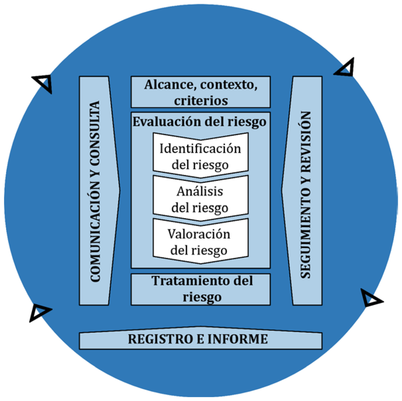 Alcance, contexto,
criterios
Evaluación del riesgo
Identificación
del riesgo
Análisis
del riesgo
Valoración
del riesgo
Tratamiento del
riesgo
COMUNICACIÓN Y CONSULTA
SEGUIMIENTO Y REVISIÓN
REGISTRO E INFORME